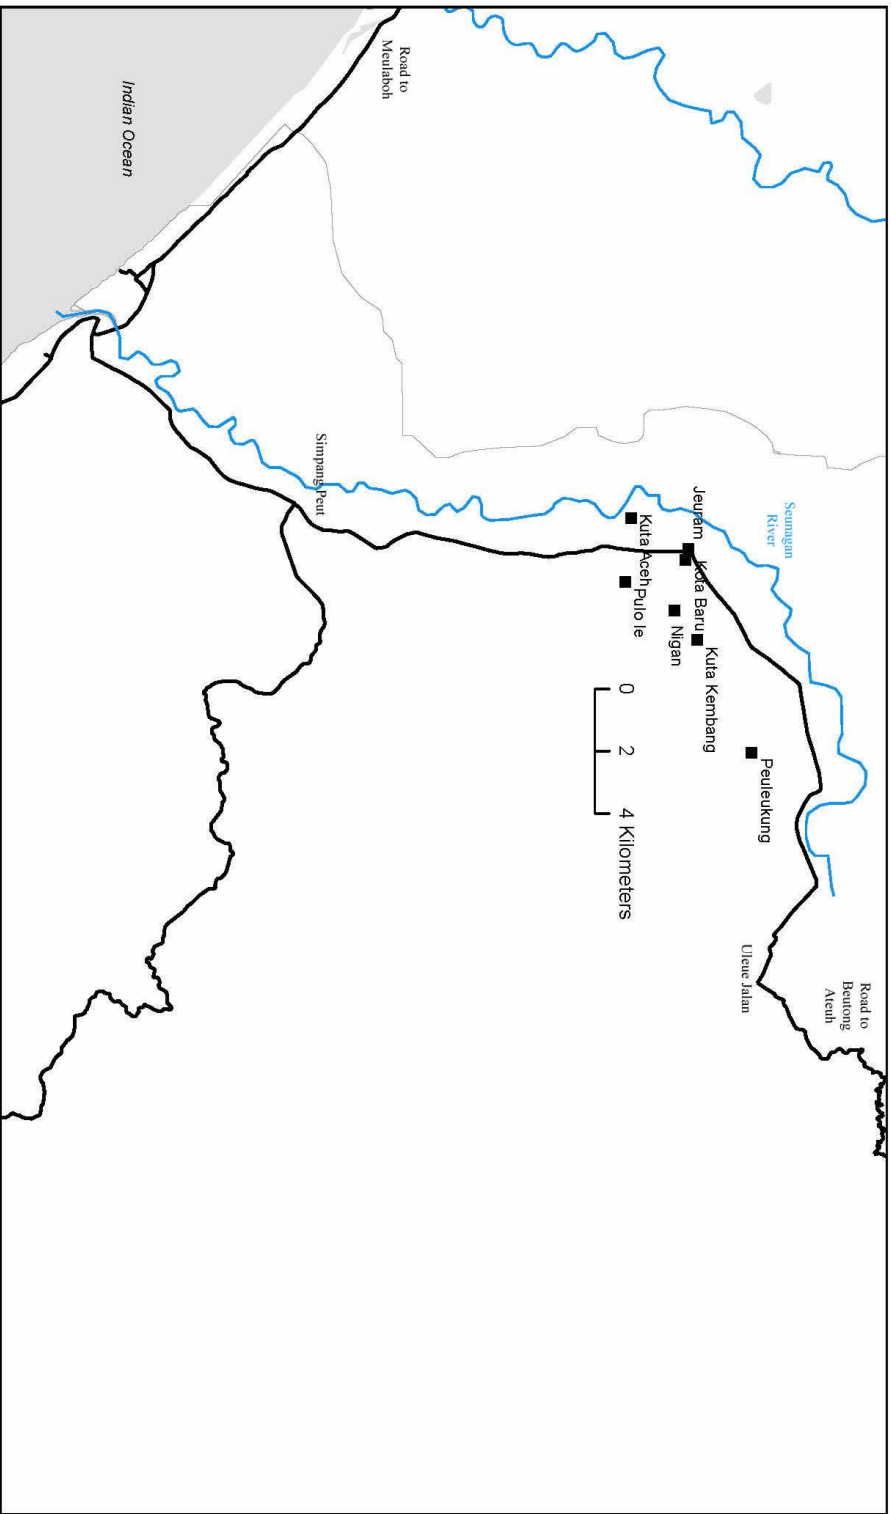 Road to
Meulaboh
Indian Ocean
Simpang Peut
Seunagan
River
Jeuram
Kota Baru
Kuta Aceh
Pulo Ie
Nigan
Kuta Kembang
Peuleukung
0 2 4 Kilometers
Uleue Jalan
Road to
Beutong
Ateuh